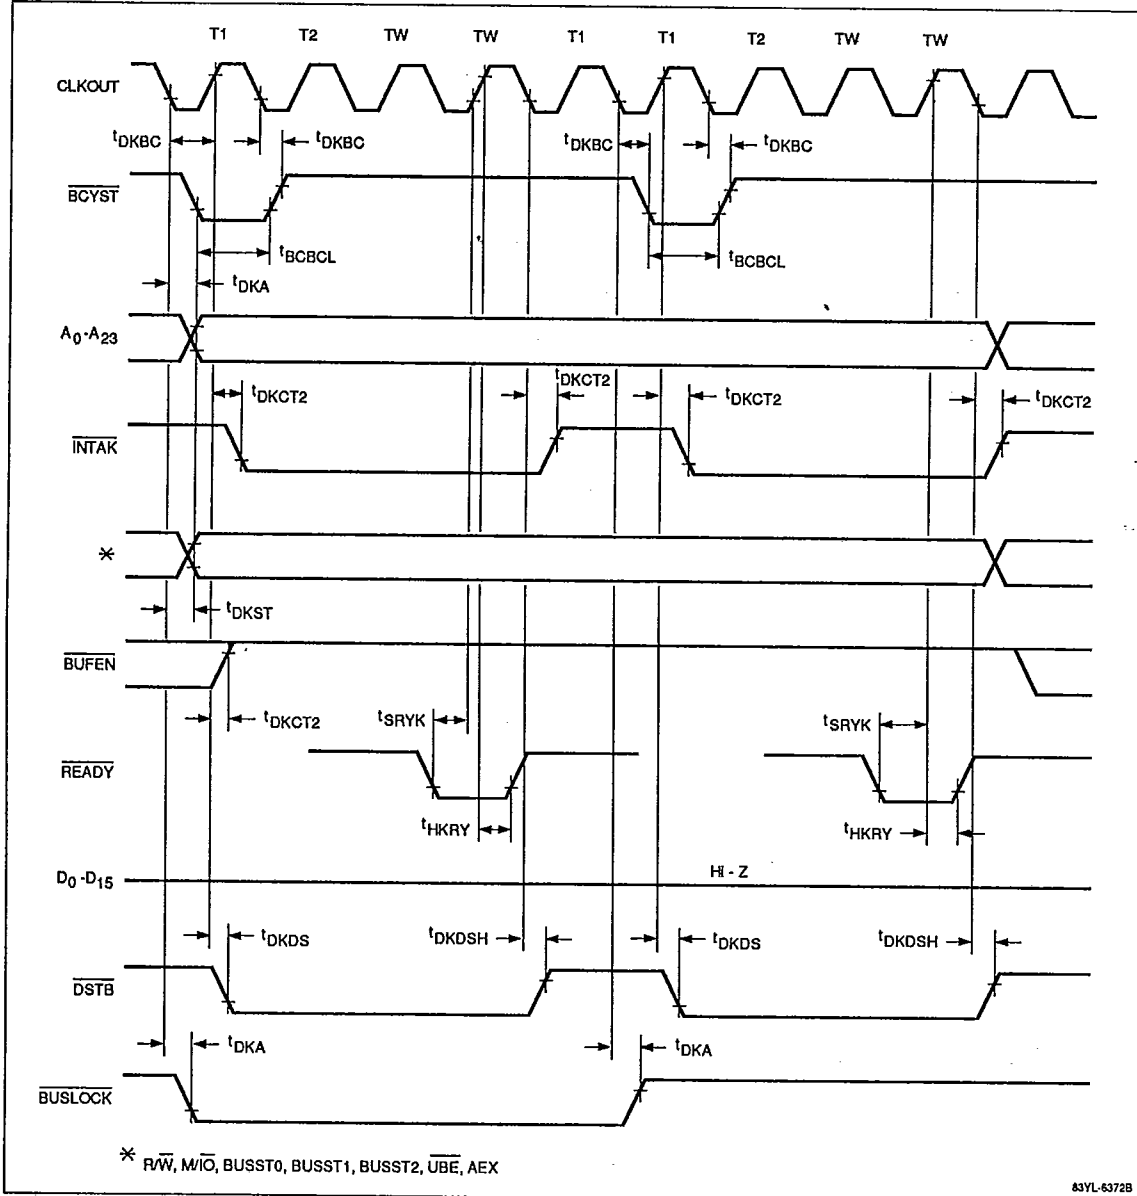 T1 T2 TW TW T1 T1 T2 TW TW
CLKOUT
tDKBC tDKBC tDKBC tDKBC
BCYST
tBCBCL tBCBCL
tDKA
A0-A23
tDKCT2 tDKCT2 tDKCT2 tDKCT2
INTAK
*
tDKST
BUFEN
tDKCT2 tSRYK tSRYK
READY
tHKRY tHKRY
D0-D15 HI - Z
tDKDS tDKDSH tDKDS tDKDSH
DSTB
tDKA tDKA
BUSLOCK
* R/W, M/IO, BUSST0, BUSST1, BUSST2, UBE, AEX
83YL-6372B